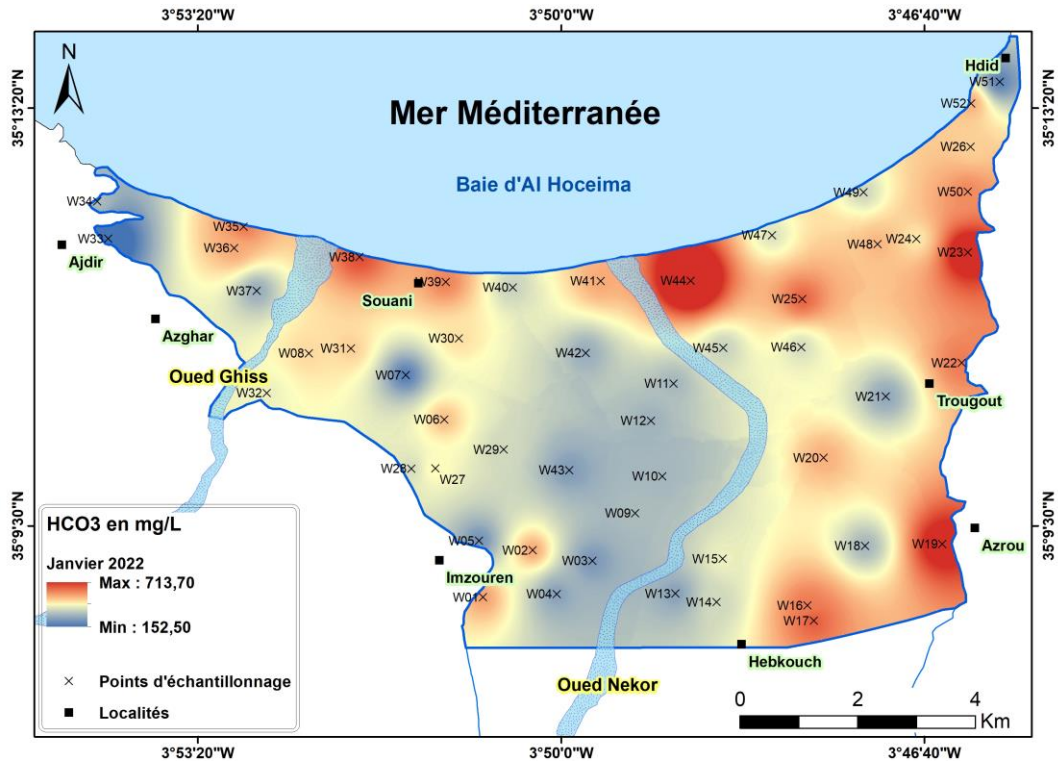 3°53'20"W
3°50'0"W
3°46'40"W
N
Hdid
W51
35°13'20"N
35°13'20"N
W52
Mer Méditerranée
W26
Baie d'Al Hoceima
W34
W49
W50
W35
W33
W36
W47
W48
W24
W23
Ajdir
W38
W37
W39
Souani
W40
W41
W44
W25
Azghar
W30
W08
W31
W42
W45
W46
W22
Oued Ghiss
W07
W11
Trougout
W32
W21
W06
W12
W29
W20
W28
W27
W43
W10
W09
35°9'30"N
35°9'30"N
HCO3 en mg/L
Janvier 2022
Max : 713,70
Min : 152,50
Points d'échantillonnage
Localités
W05
W02
W18
W19
Azrou
Imzouren
W03
W15
W01
W04
W13
W14
W16
W17
Hebkouch
Oued Nekor
0 2 4
Km
3°53'20"W
3°50'0"W
3°46'40"W